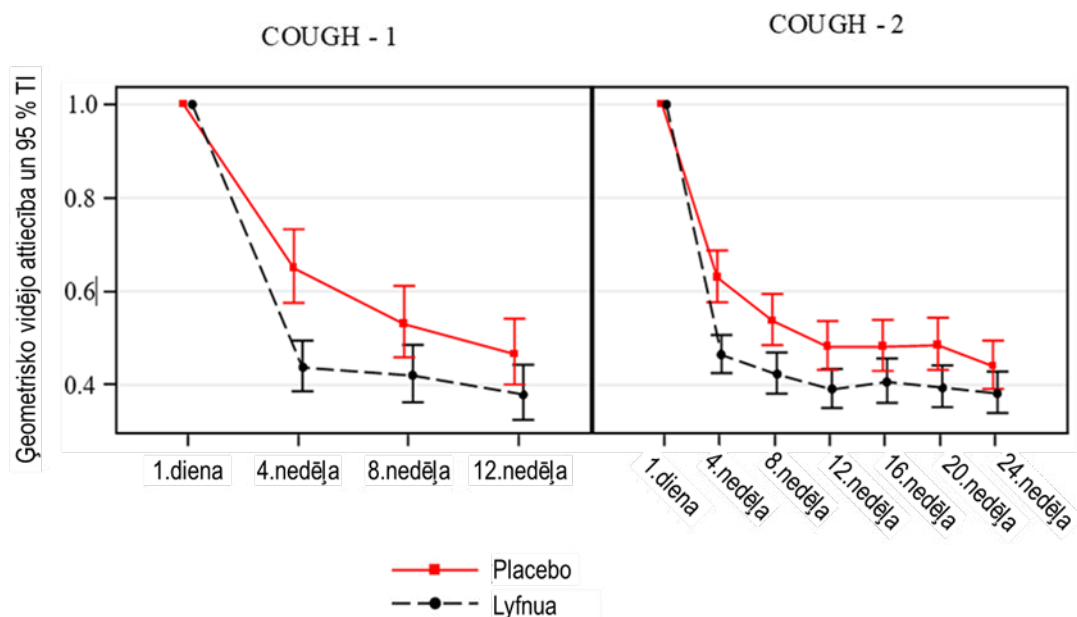 COUGH - 1
COUGH - 2
Ģeometrisko vidējo attiecība un 95 % TI
1.0
0.8
0.6
0.4
1.diena
4.nedēļa
8.nedēļa
12.nedēļa
1.diena
4.nedēļa
8.nedēļa
12.nedēļa
16.nedēļa
20.nedēļa
24.nedēļa
Placebo
Lyfnua